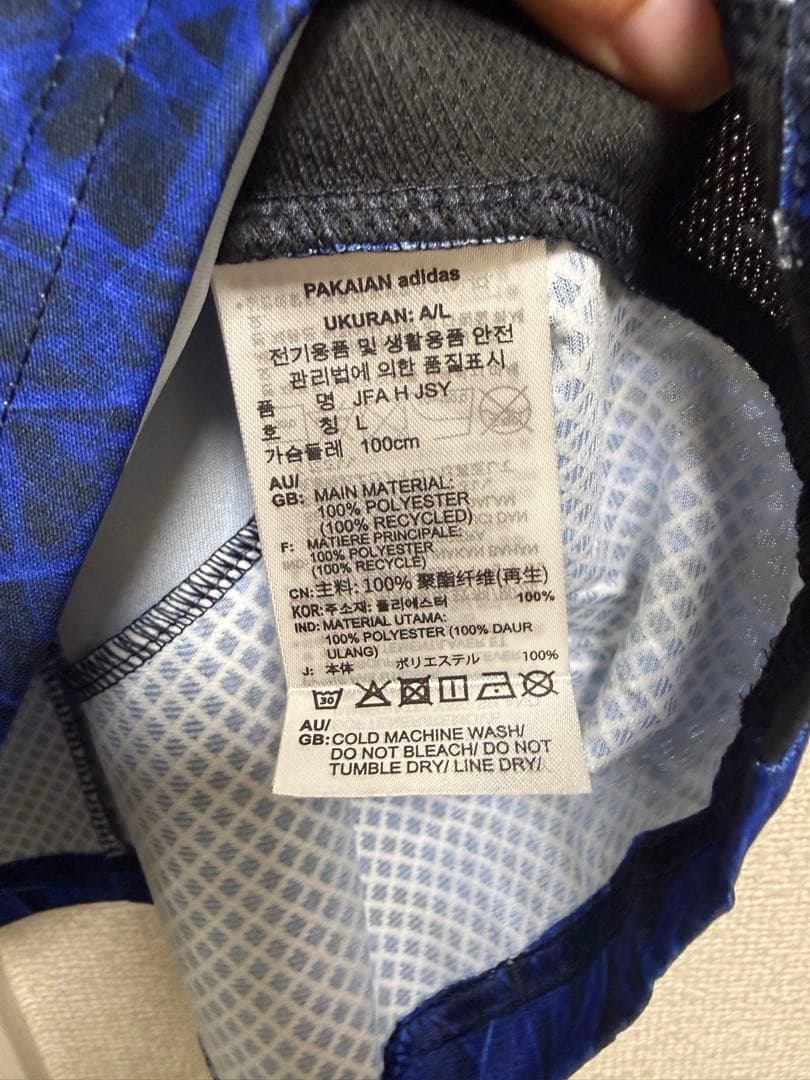 PAKAIAN adidas
UKURAN: A/L
전기용품 및 생활용품 안전
관리법에 의한 품질표시
품 명 JFA H JSY
호 칭 L
가슴둘레 100cm
AU/
GB: MAIN MATERIAL:
100% POLYESTER
(100% RECYCLED)
F: MATIERE PRINCIPALE:
100% POLYESTER
(100% RECYCLE)
CN: 主料: 100% 聚酯纤维(再生)
KOR: 주소재: 폴리에스터 100%
IND: MATERIAL UTAMA:
100% POLYESTER (100% DAUR
ULANG)
J: 本体 ポリエステル 100%
30
AU/
GB: COLD MACHINE WASH/
DO NOT BLEACH/ DO NOT
TUMBLE DRY/ LINE DRY/